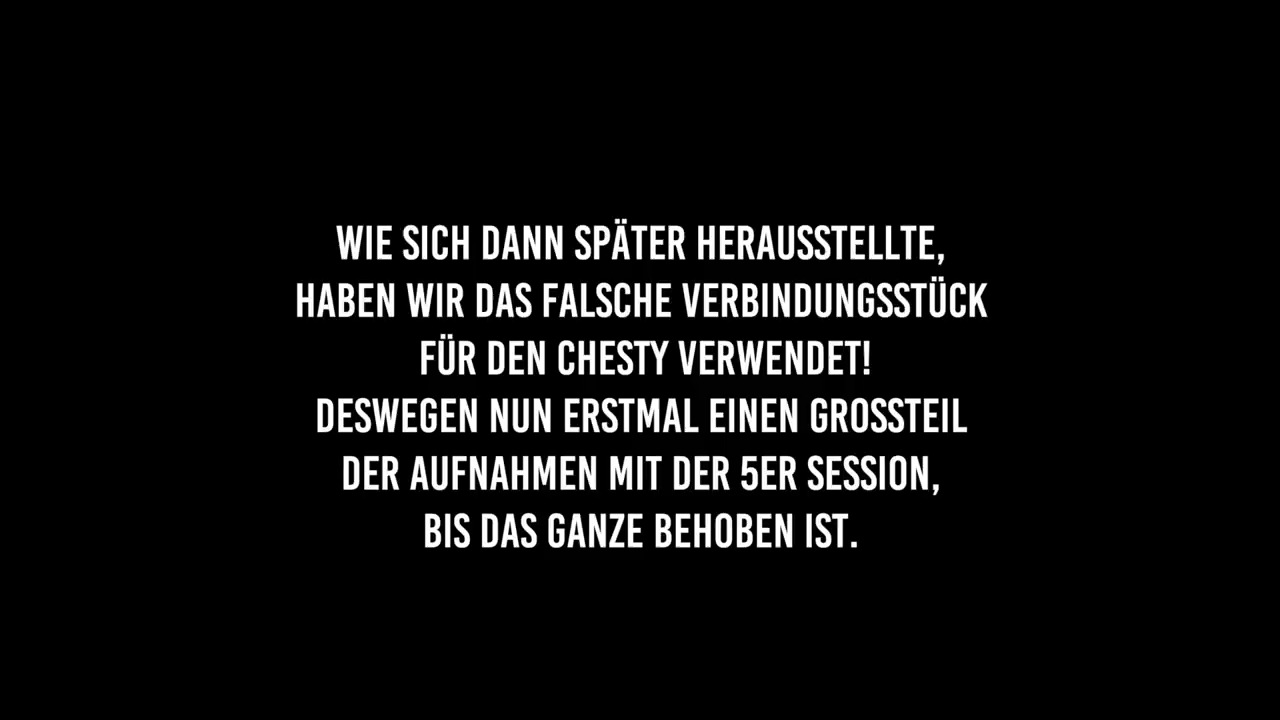 WIE SICH DANN SPÄTER HERAUSSTELLTE,
HABEN WIR DAS FALSCHE VERBINDUNGSSTÜCK
FÜR DEN CHESTY VERWENDET!
DESWEGEN NUN ERSTMAL EINEN GROSSTEIL
DER AUFNAHMEN MIT DER 5ER SESSION,
BIS DAS GANZE BEHOBEN IST.